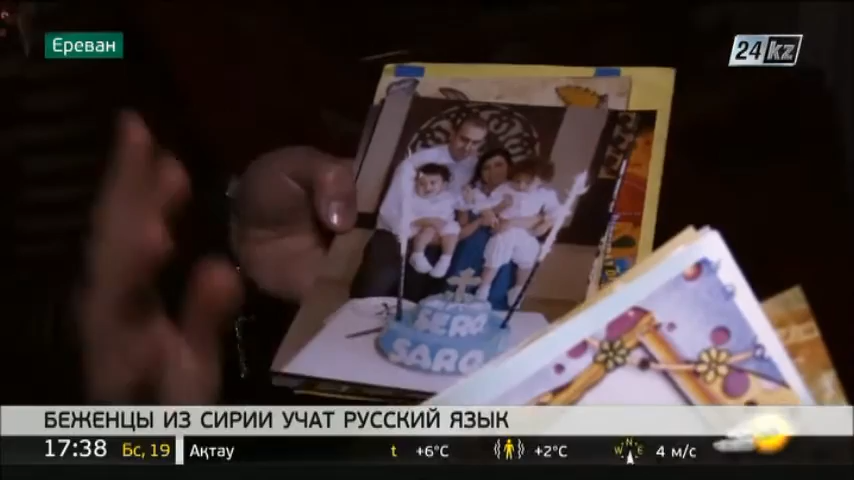 Ереван
24kz
SERO
SARO
БЕЖЕНЦЫ ИЗ СИРИИ УЧАТ РУССКИЙ ЯЗЫК
17:38 Бс, 19 Ақтау t +6°C +2°C N W E 4 м/с